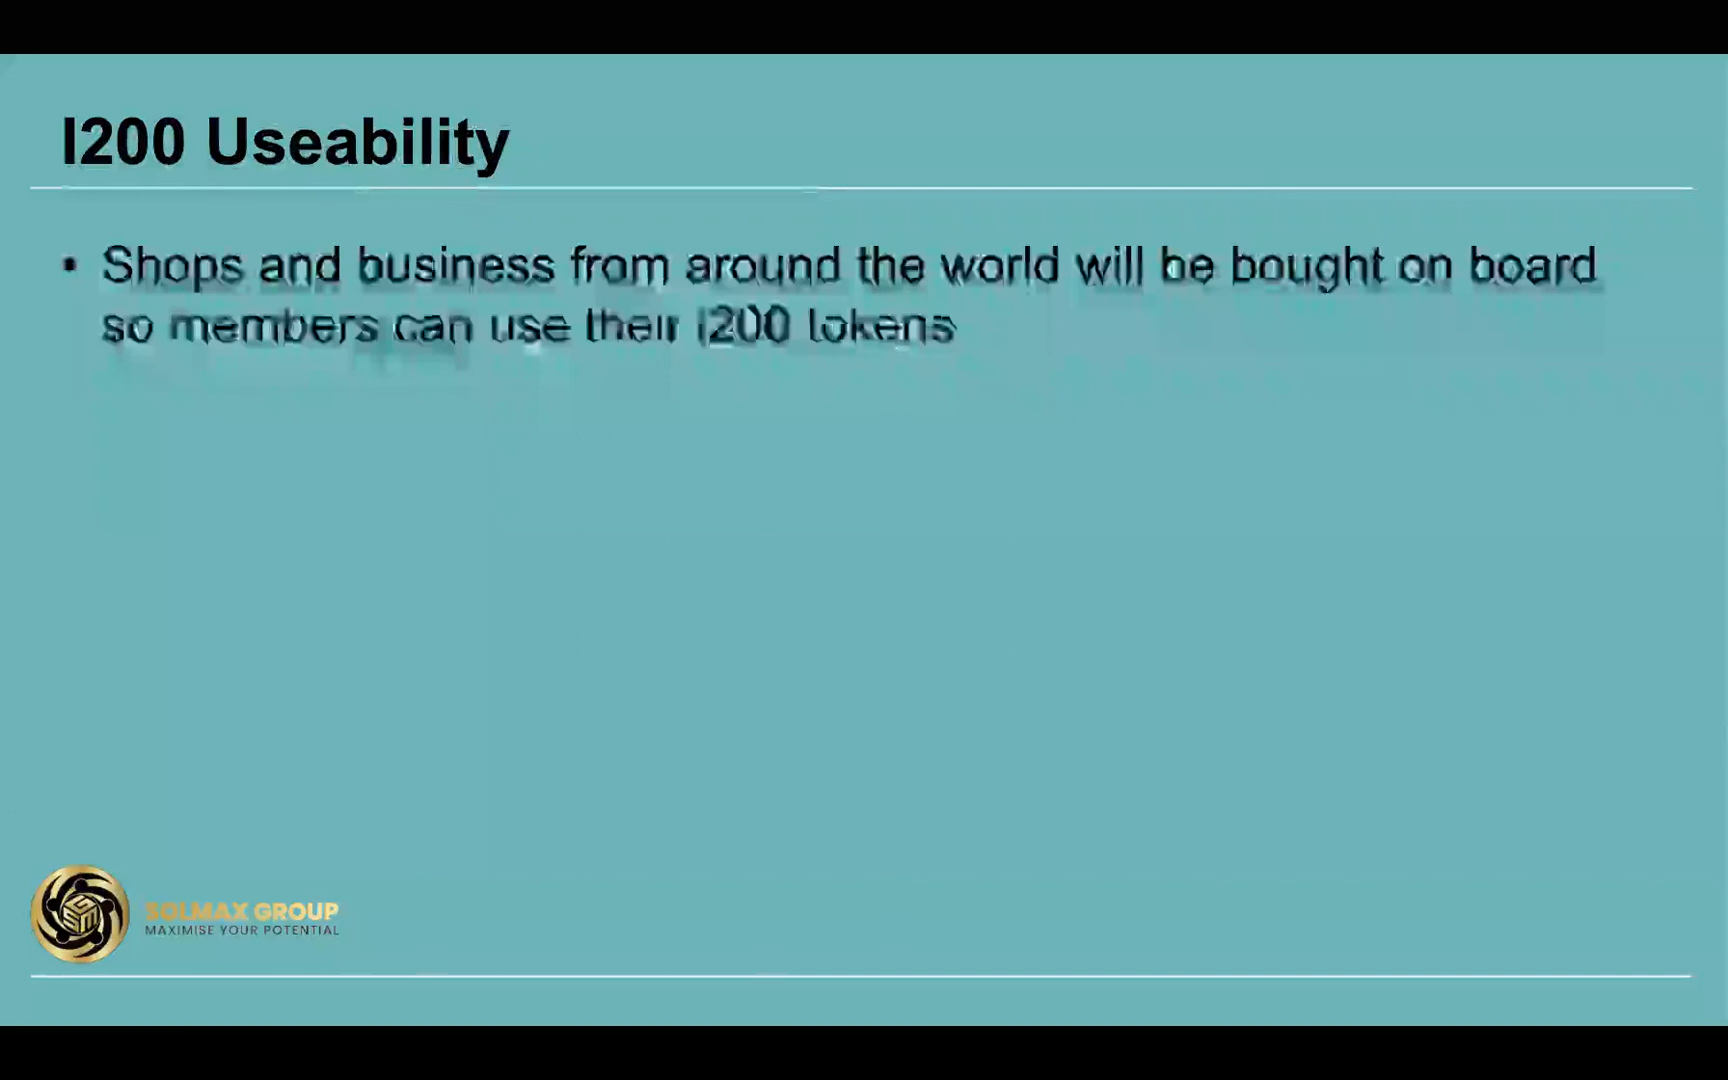 I200 Useability
• Shops and business from around the world will be bought on board
so members can use their i200 tokens
SOLMAX GROUP
MAXIMISE YOUR POTENTIAL